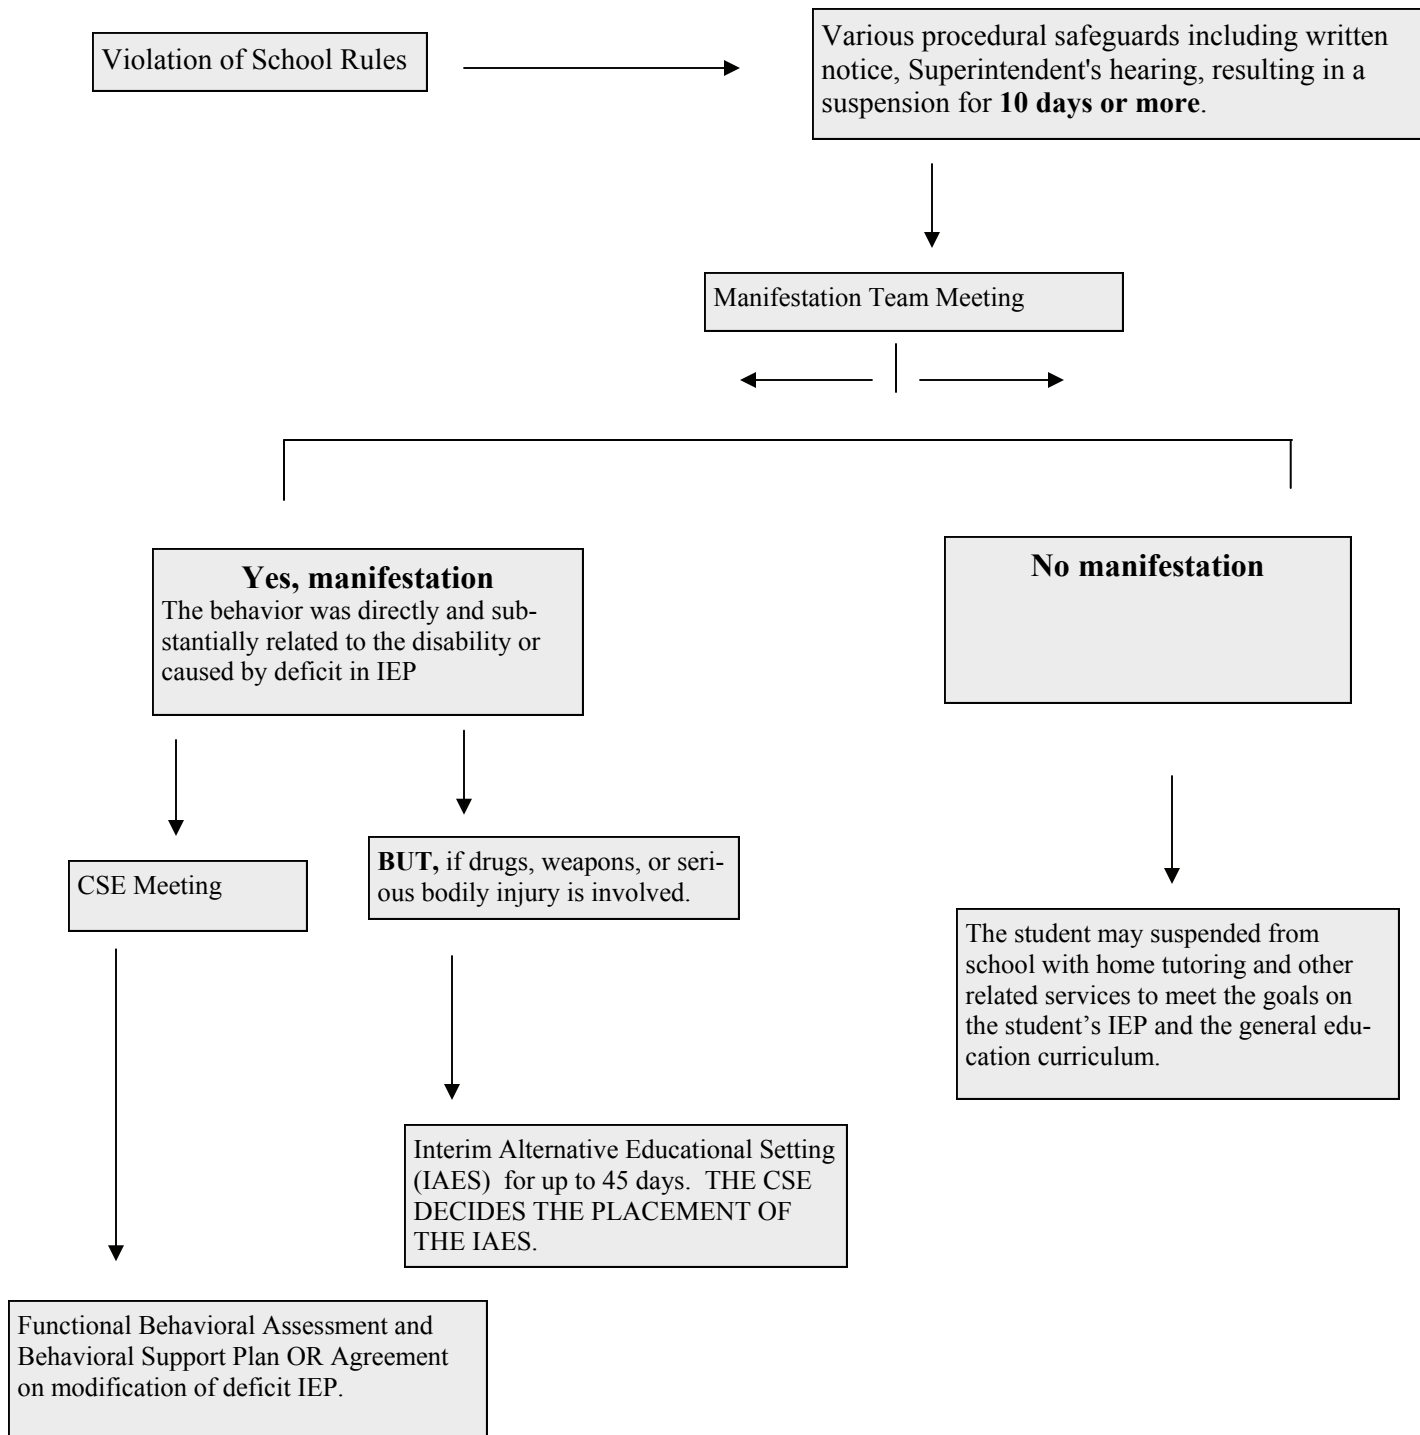 Violation of School Rules
Various procedural safeguards including written
notice, Superintendent's hearing, resulting in a
suspension for 10 days or more.
Manifestation Team Meeting
Yes, manifestation
The behavior was directly and sub-
stantially related to the disability or
caused by deficit in IEP
No manifestation
CSE Meeting
BUT, if drugs, weapons, or seri-
ous bodily injury is involved.
The student may suspended from
school with home tutoring and other
related services to meet the goals on
the student’s IEP and the general edu-
cation curriculum.
Interim Alternative Educational Setting
(IAES)  for up to 45 days.  THE CSE
DECIDES THE PLACEMENT OF
THE IAES.
Functional Behavioral Assessment and
Behavioral Support Plan OR Agreement
on modification of deficit IEP.